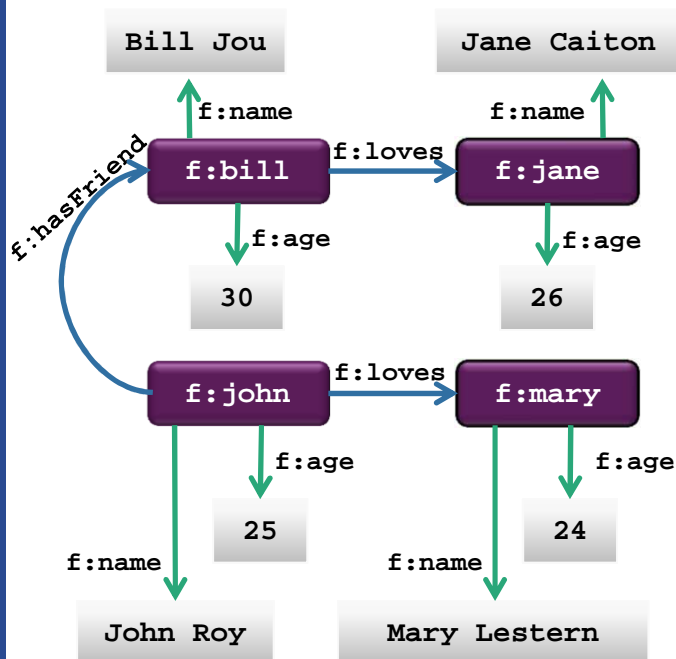 Bill Jou
Jane Caiton
f:name
f:name
f:hasFriend
f:bill
f:loves
f:jane
f:age
f:age
30
26
f:john
f:loves
f:mary
f:age
f:age
25
24
f:name
f:name
John Roy
Mary Lestern